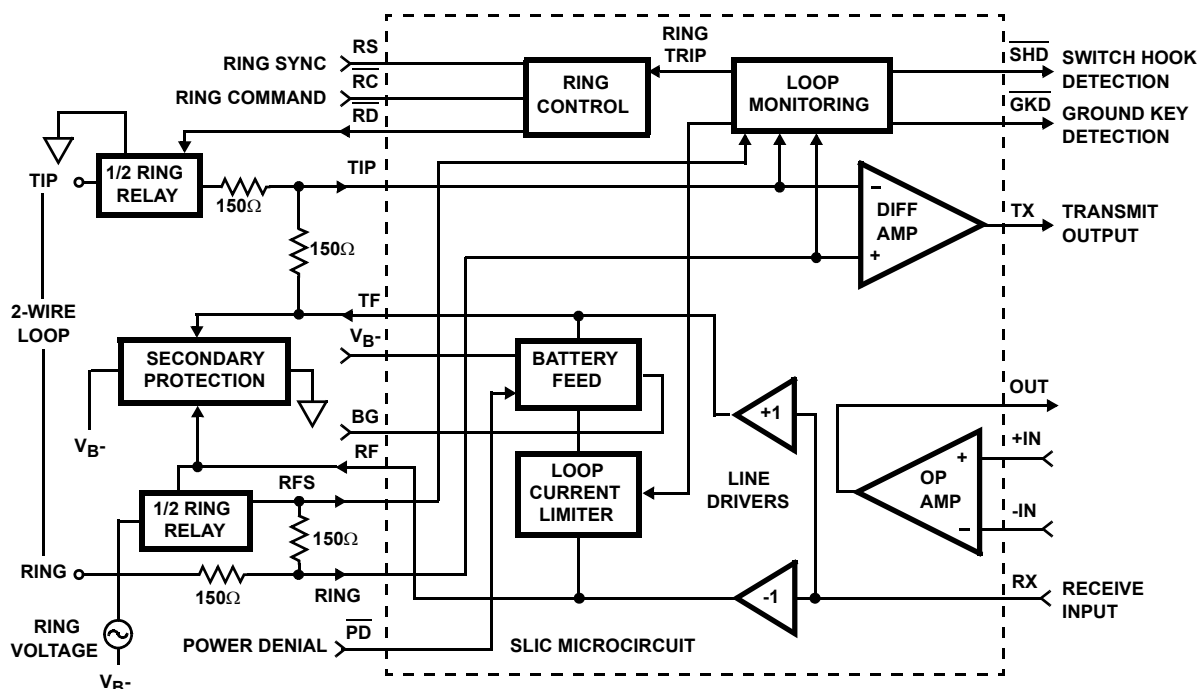 RING SYNC
RS
RING COMMAND
RC
RD
RING
CONTROL
RING
TRIP
LOOP
MONITORING
SHD
SWITCH HOOK
DETECTION
GKD
GROUND KEY
DETECTION
TIP
1/2 RING
RELAY
150Ω
TIP
150Ω
−
DIFF
AMP
+
TX
TRANSMIT
OUTPUT
2-WIRE
LOOP
TF
VB-
SECONDARY
PROTECTION
VB-
BATTERY
FEED
BG
RF
+1
LINE
DRIVERS
OUT
+IN
+
OP
AMP
−
-IN
1/2 RING
RELAY
RFS
150Ω
LOOP
CURRENT
LIMITER
RING
150Ω
RING
-1
RX
RECEIVE
INPUT
RING
VOLTAGE
VB-
POWER DENIAL
PD
SLIC MICROCIRCUIT